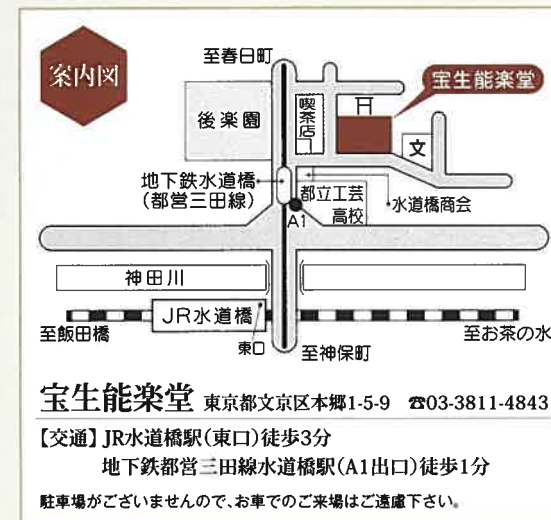 案内図
至春日町
宝生能楽堂
後楽園
喫茶店
文
地下鉄水道橋
(都営三田線)
都立工芸
高校
水道橋商会
A1
神田川
JR水道橋
至飯田橋
東口
至神保町
至お茶の水
宝生能楽堂 東京都文京区本郷1-5-9 ☎03-3811-4843
【交通】JR水道橋駅(東口)徒歩3分
地下鉄都営三田線水道橋駅(A1出口)徒歩1分
駐車場がございませんので、お車でのご来場はご遠慮下さい。